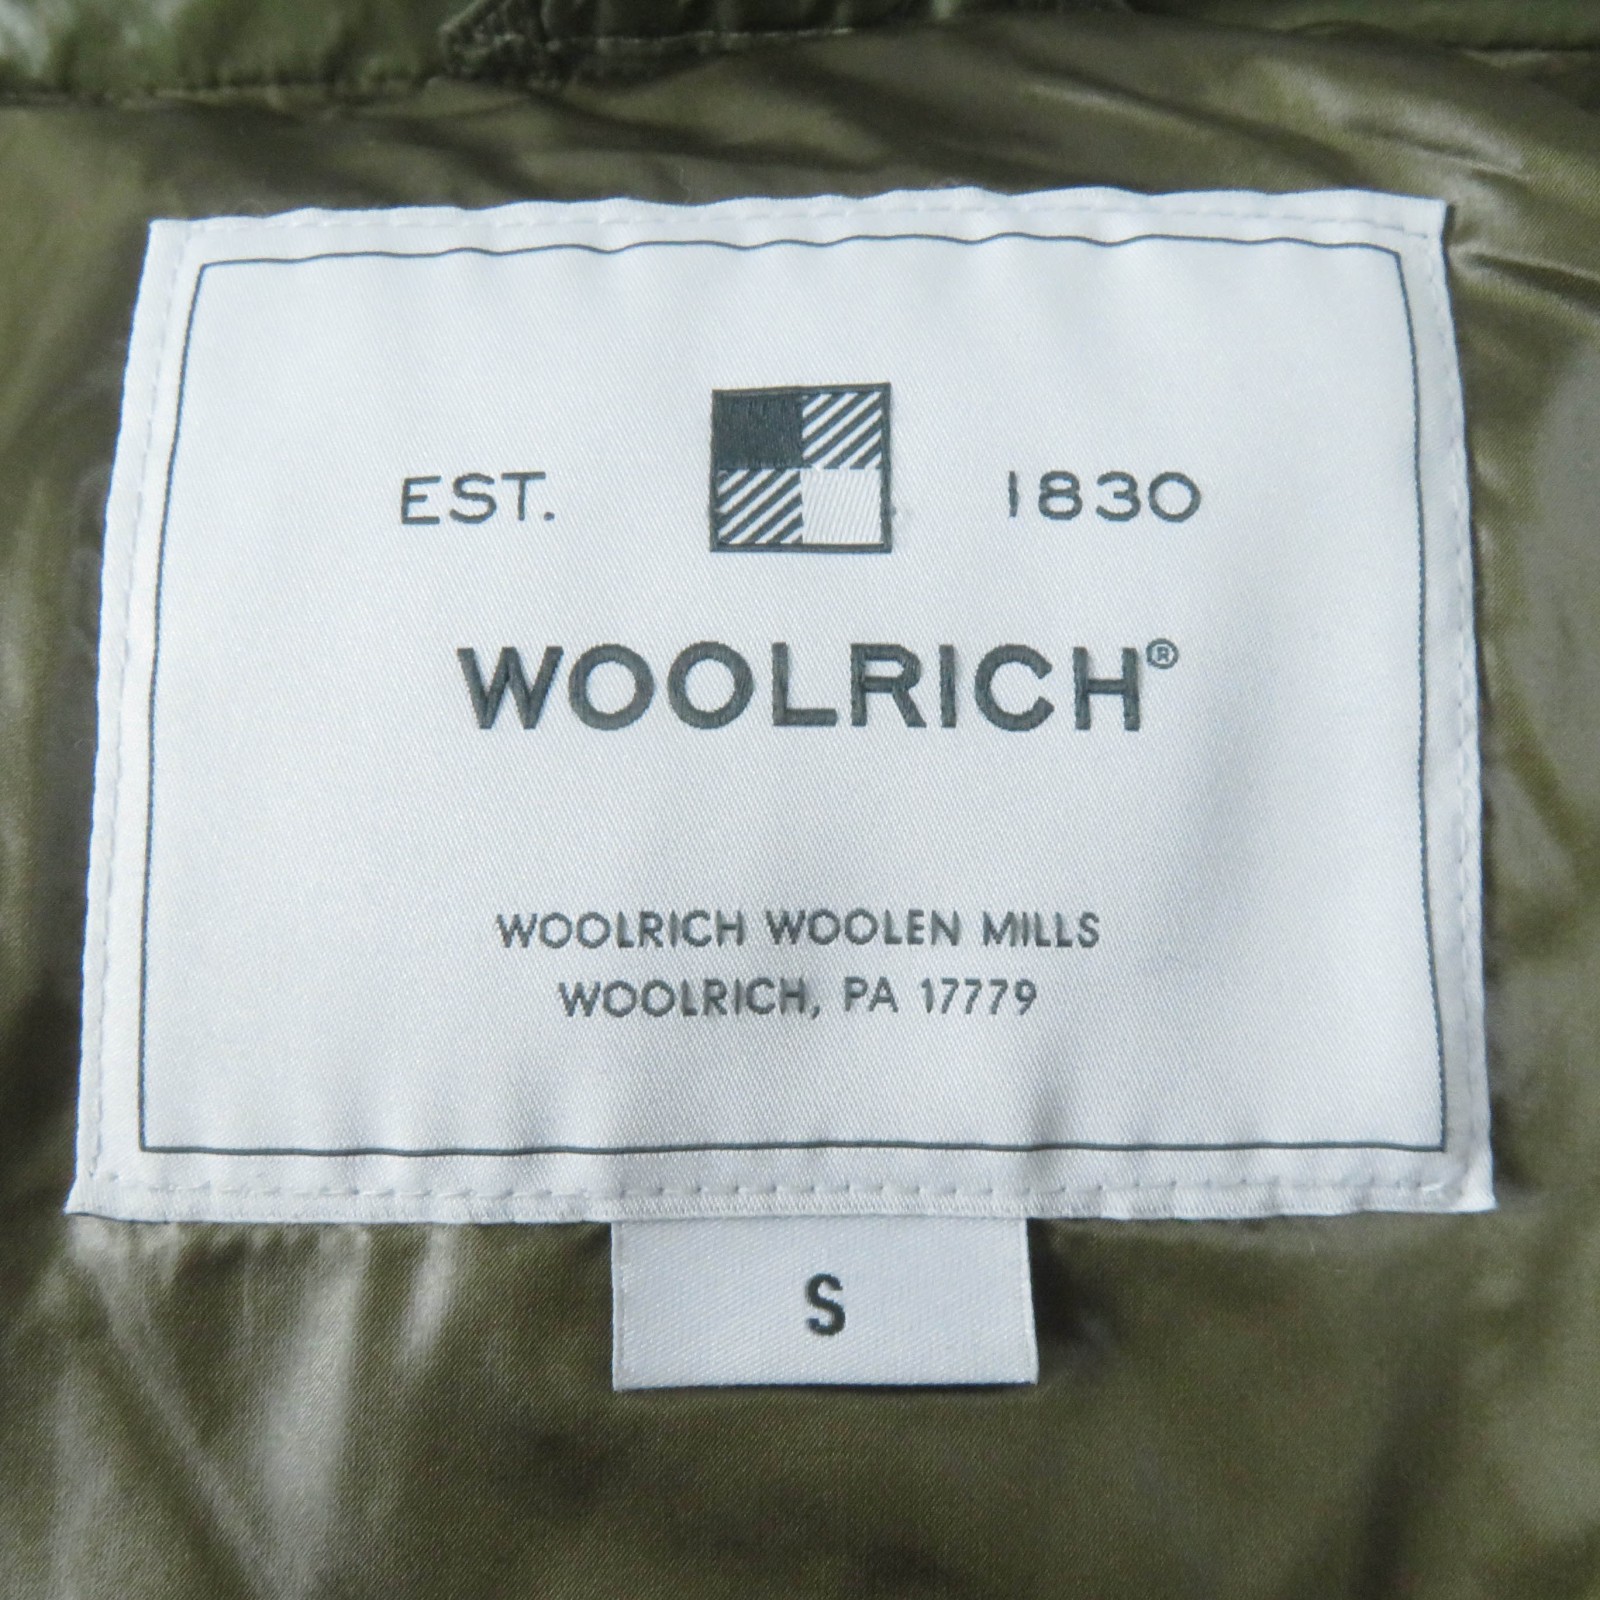 EST. 1830
WOOLRICH®
WOOLRICH WOOLEN MILLS
WOOLRICH, PA 17779
S